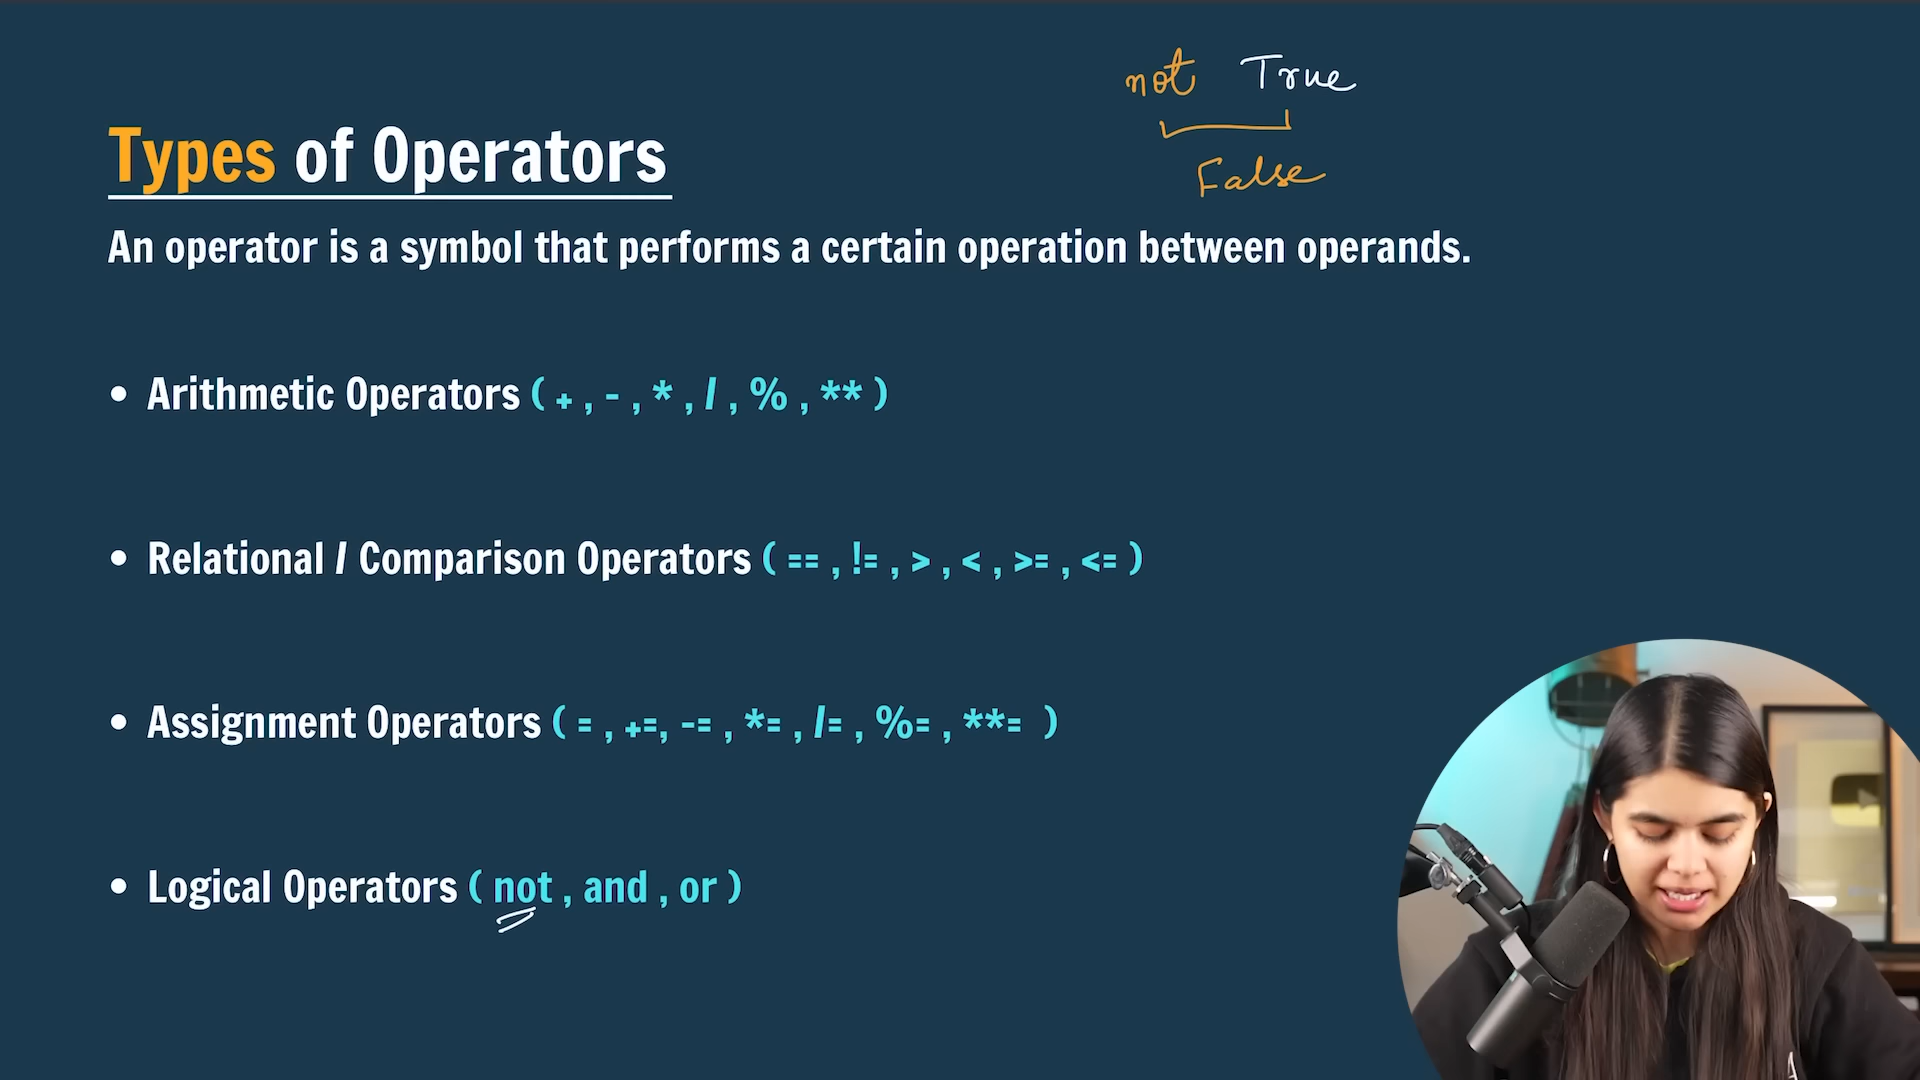 not True
False
Types of Operators
An operator is a symbol that performs a certain operation between operands.
• Arithmetic Operators ( + , - , * , / , % , ** )
• Relational / Comparison Operators ( == , != , > , < , >= , <= )
• Assignment Operators ( = , +=, -= , *= , /= , %= , **= )
• Logical Operators ( not , and , or )